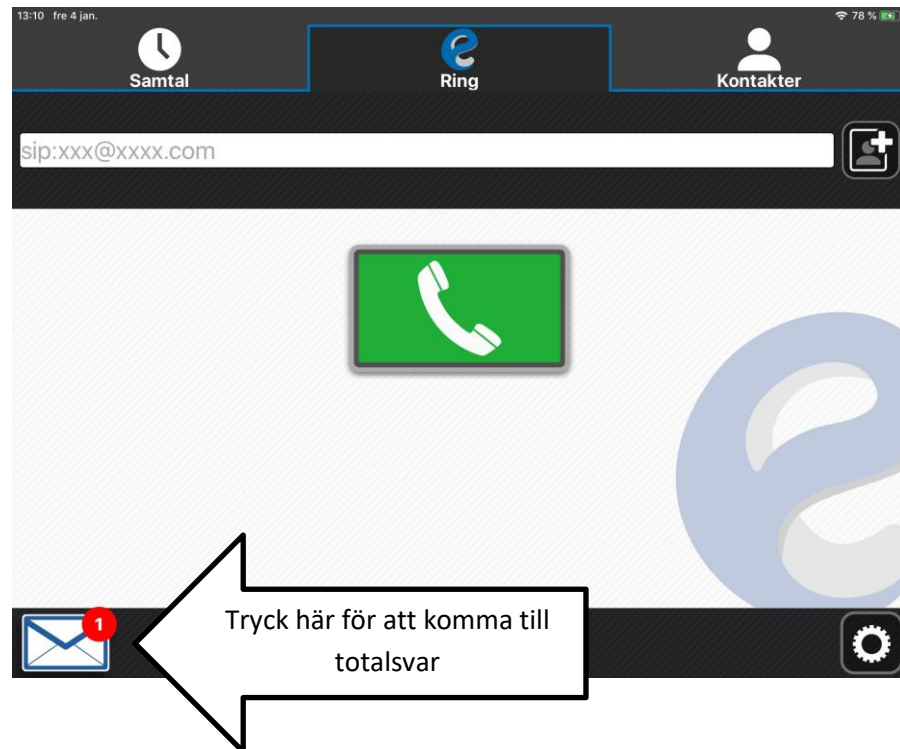 13:10 fre 4 jan.
78 %
Samtal
Ring
Kontakter
sip:xxx@xxxx.com
1
Tryck här för att komma till
totalsvar